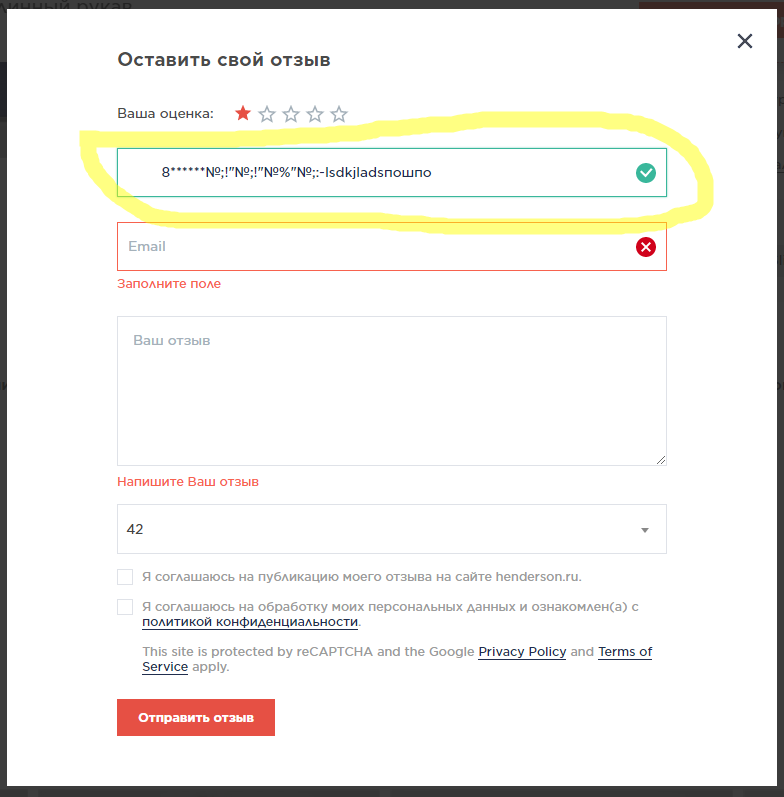 Оставить свой отзыв
Ваша оценка:
8******№;!"№;!"№%"№;:-lsdkjladsпошпо
Email
Заполните поле
Ваш отзыв
Напишите Ваш отзыв
42
Я соглашаюсь на публикацию моего отзыва на сайте henderson.ru.
Я соглашаюсь на обработку моих персональных данных и ознакомлен(а) с
политикой конфиденциальности.
This site is protected by reCAPTCHA and the Google Privacy Policy and Terms of
Service apply.
Отправить отзыв